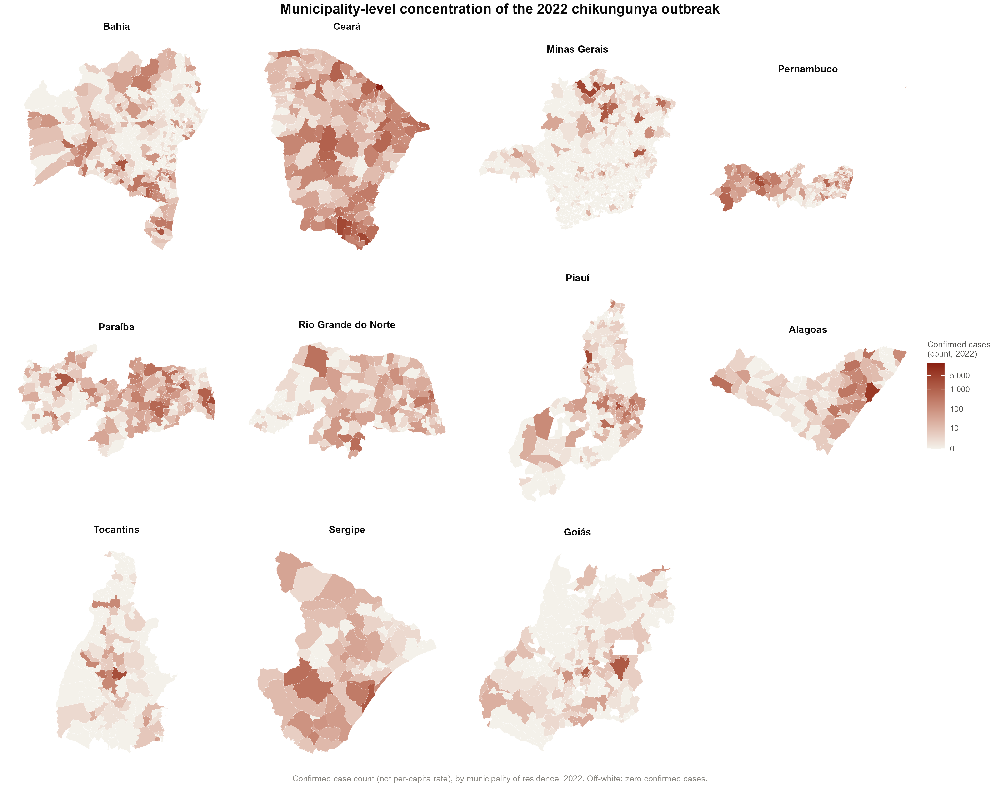 Municipality-level concentration of the 2022 chikungunya outbreak
Bahia
Ceará
Minas Gerais
Pernambuco
Paraíba
Rio Grande do Norte
Piauí
Alagoas
Confirmed cases
(count, 2022)
5 000
1 000
100
10
0
Tocantins
Sergipe
Goiás
Confirmed case count (not per-capita rate), by municipality of residence, 2022. Off-white: zero confirmed cases.